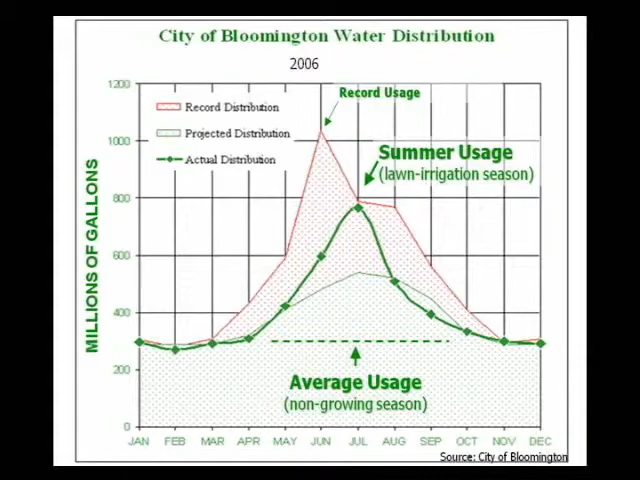 City of Bloomington Water Distribution
2006
1200
1000
800
600
400
200
0
MILLIONS OF GALLONS
Record Distribution
Projected Distribution
Actual Distribution
Record Usage
Summer Usage
(lawn-irrigation season)
Average Usage
(non-growing season)
JAN FEB MAR APR MAY JUN JUL AUG SEP OCT NOV DEC
Source: City of Bloomington